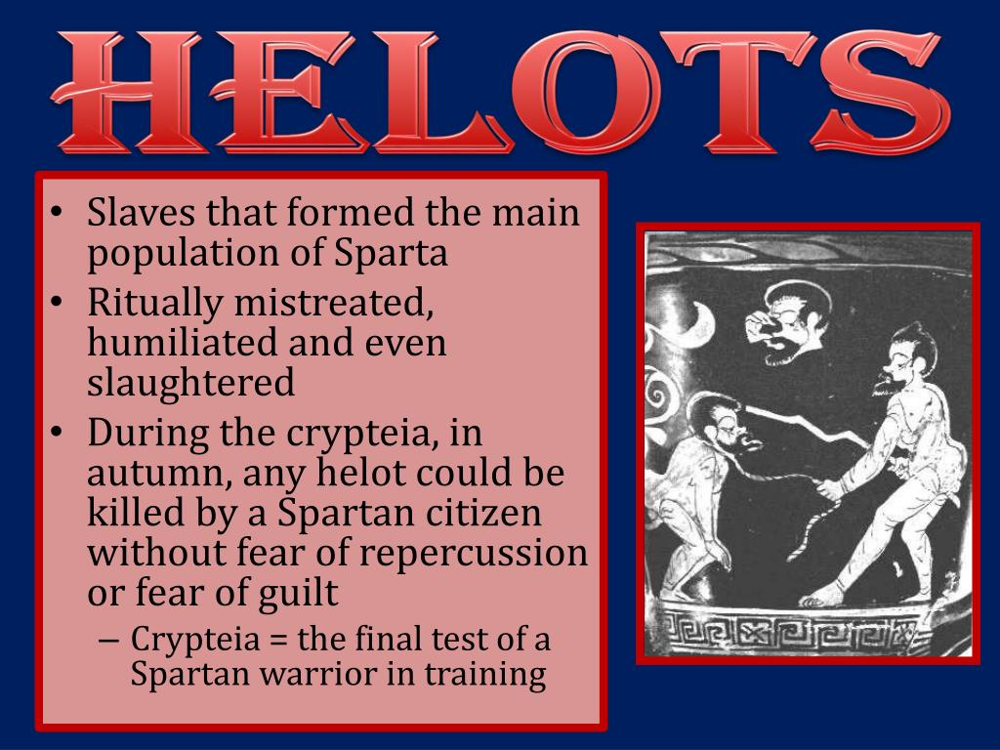 HELOTS
• Slaves that formed the main
population of Sparta
• Ritually mistreated,
humiliated and even
slaughtered
• During the crypteia, in
autumn, any helot could be
killed by a Spartan citizen
without fear of repercussion
or fear of guilt
– Crypteia = the final test of a
Spartan warrior in training